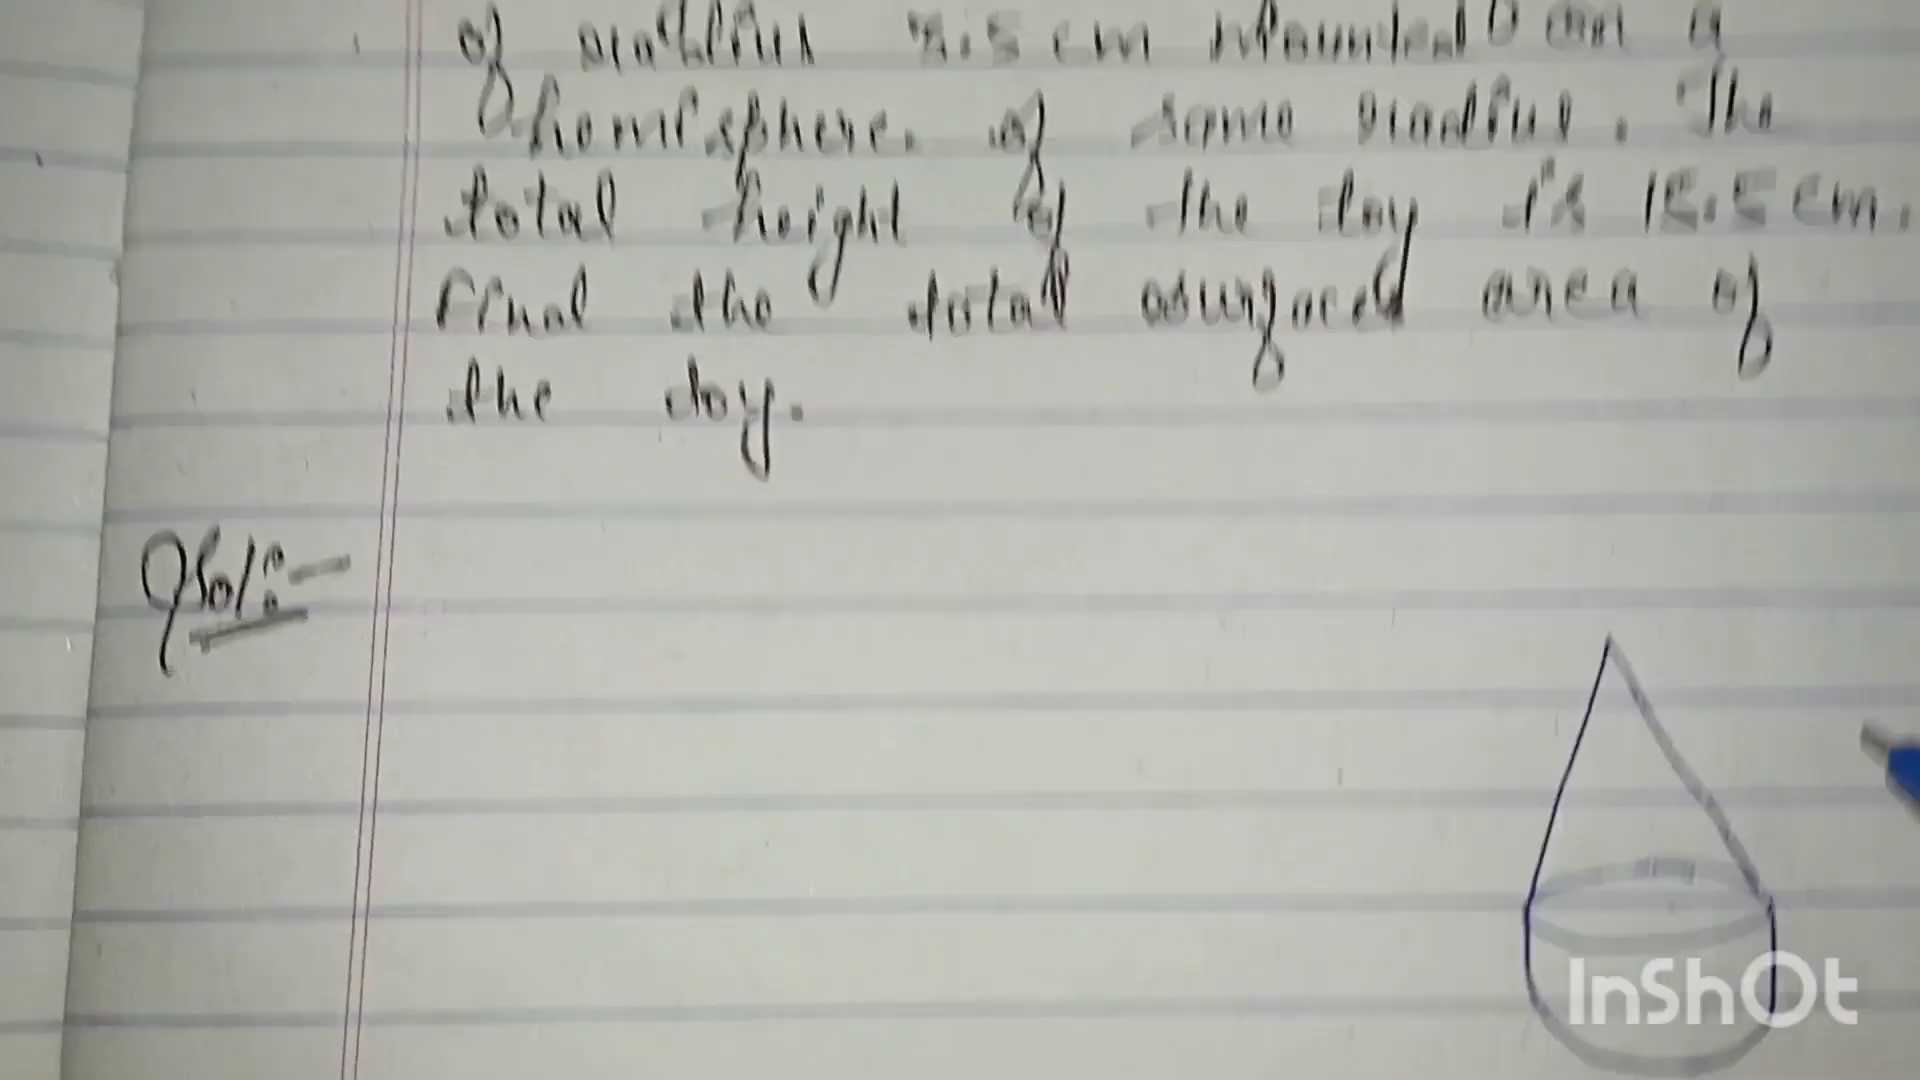 of radius 3.5 cm mounted on a
hemisphere of same radius. The
total height of the toy is 15.5 cm.
Find the total surface area of
the toy.
Sol:-
InShOt